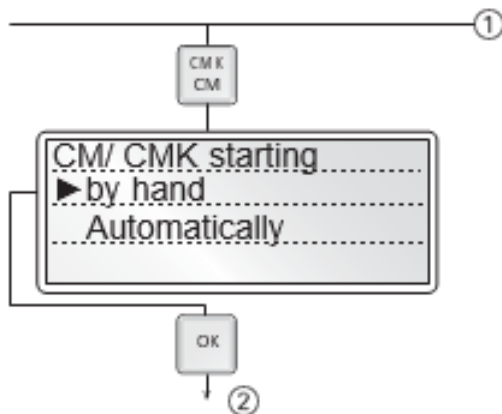 ①
CM K
CM
CM/ CMK starting
▶by hand
Automatically
OK
②